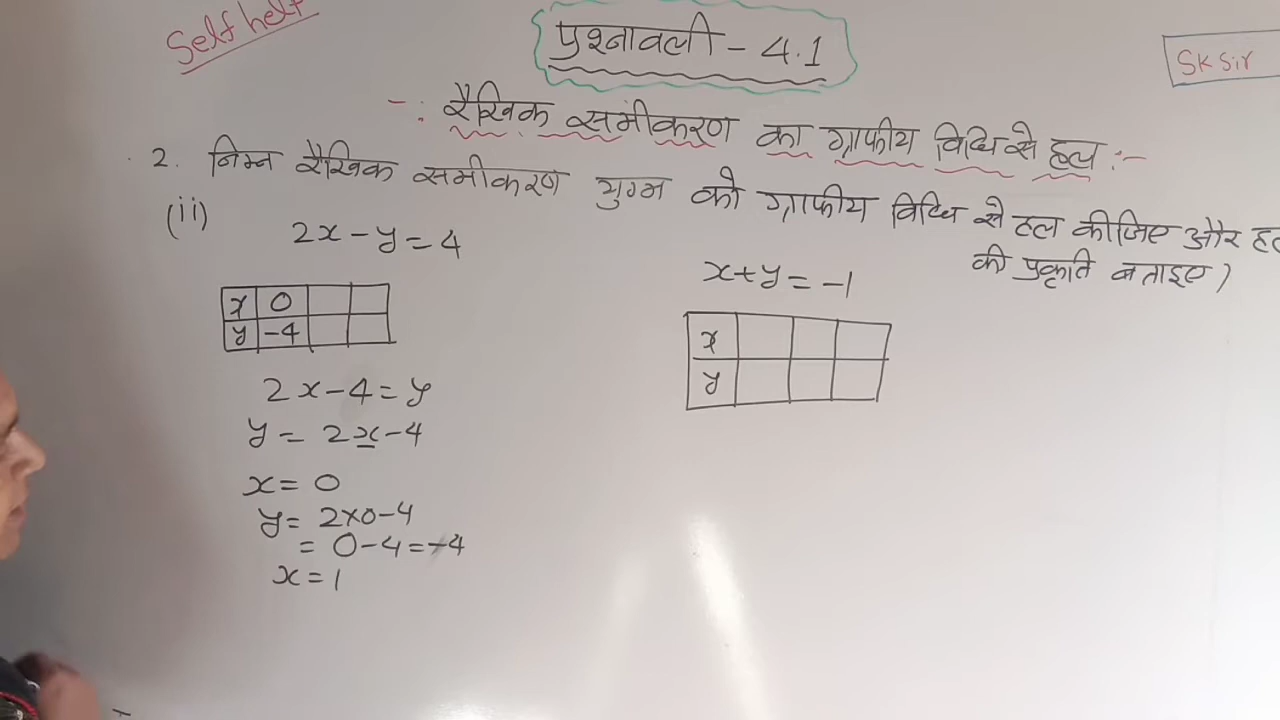 Self help
प्रश्नावली - 4.1
SK Sir
-: रैखिक समीकरण का ग्राफीय विधि से हल :-
2. निम्न रैखिक समीकरण युग्म को ग्राफीय विधि से हल कीजिए और
की प्रकृति बताइए)
(ii)
2x - y = 4
x + y = -1
x 0
y -4
x
y
2x - 4 = y
y = 2x - 4
x = 0
y = 2×0-4
= 0-4 = -4
x = 1